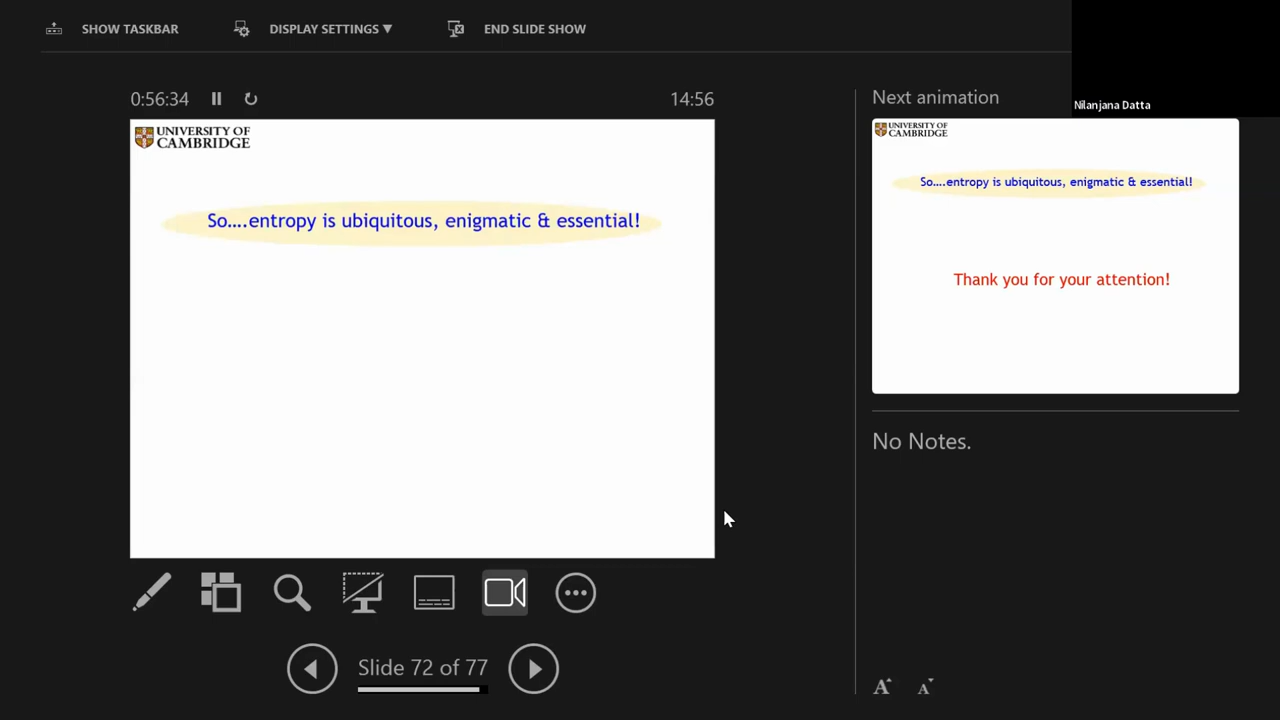 SHOW TASKBAR
DISPLAY SETTINGS ▼
END SLIDE SHOW
0:56:34
14:56
UNIVERSITY OF
CAMBRIDGE
So….entropy is ubiquitous, enigmatic & essential!
Slide 72 of 77
Next animation
Nilanjana Datta
UNIVERSITY OF
CAMBRIDGE
So….entropy is ubiquitous, enigmatic & essential!
Thank you for your attention!
No Notes.
A
A